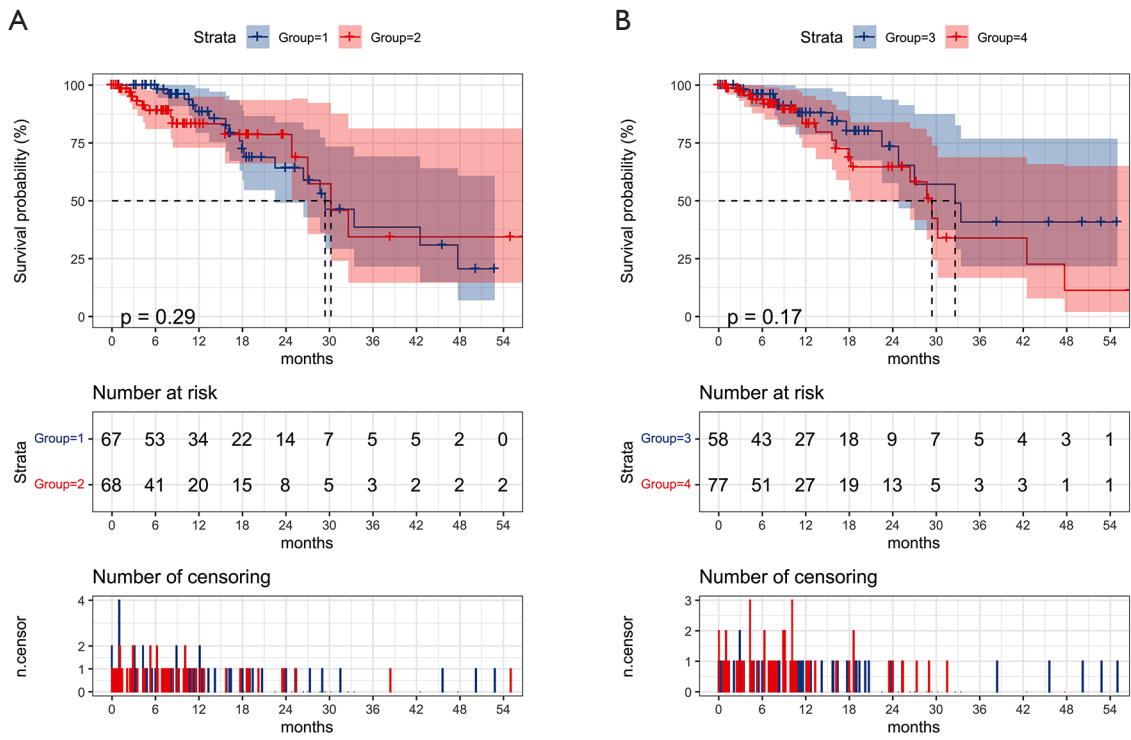 A
Strata Group=1 Group=2
Survival probability (%)
100
75
50
25
0
p = 0.29
0 6 12 18 24 30 36 42 48 54
months
Number at risk
Strata
Group=1 67 53 34 22 14 7 5 5 2 0
Group=2 68 41 20 15 8 5 3 2 2 2
0 6 12 18 24 30 36 42 48 54
months
Number of censoring
n.censor
4
3
2
1
0
0 6 12 18 24 30 36 42 48 54
months
B
Strata Group=3 Group=4
Survival probability (%)
100
75
50
25
0
p = 0.17
0 6 12 18 24 30 36 42 48 54
months
Number at risk
Strata
Group=3 58 43 27 18 9 7 5 4 3 1
Group=4 77 51 27 19 13 5 3 3 1 1
0 6 12 18 24 30 36 42 48 54
months
Number of censoring
n.censor
3
2
1
0
0 6 12 18 24 30 36 42 48 54
months